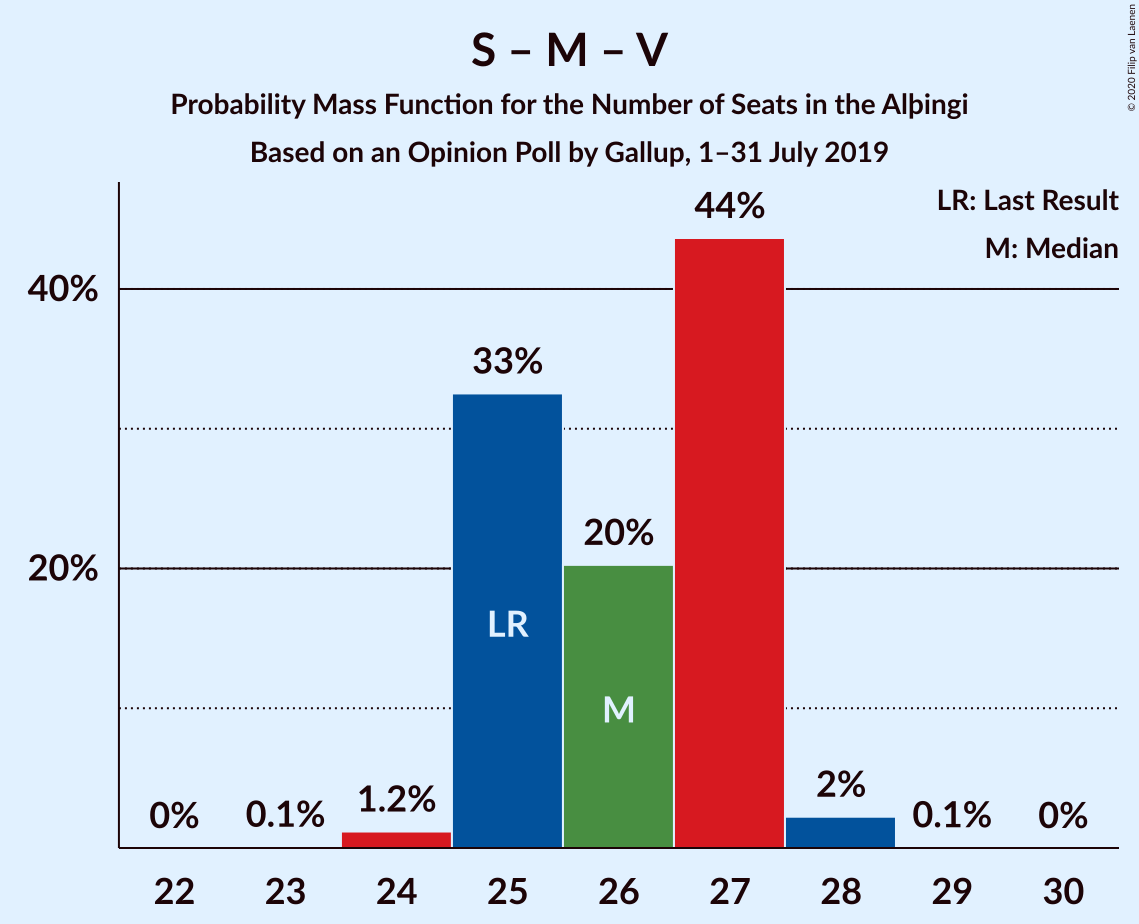 S – M – V
Probability Mass Function for the Number of Seats in the Alþingi
Based on an Opinion Poll by Gallup, 1–31 July 2019
© 2020 Filip van Laenen
LR: Last Result
M: Median
44%
40%
33%
20%
20%
LR
M
0%
0.1%
1.2%
2%
0.1%
0%
22
23
24
25
26
27
28
29
30